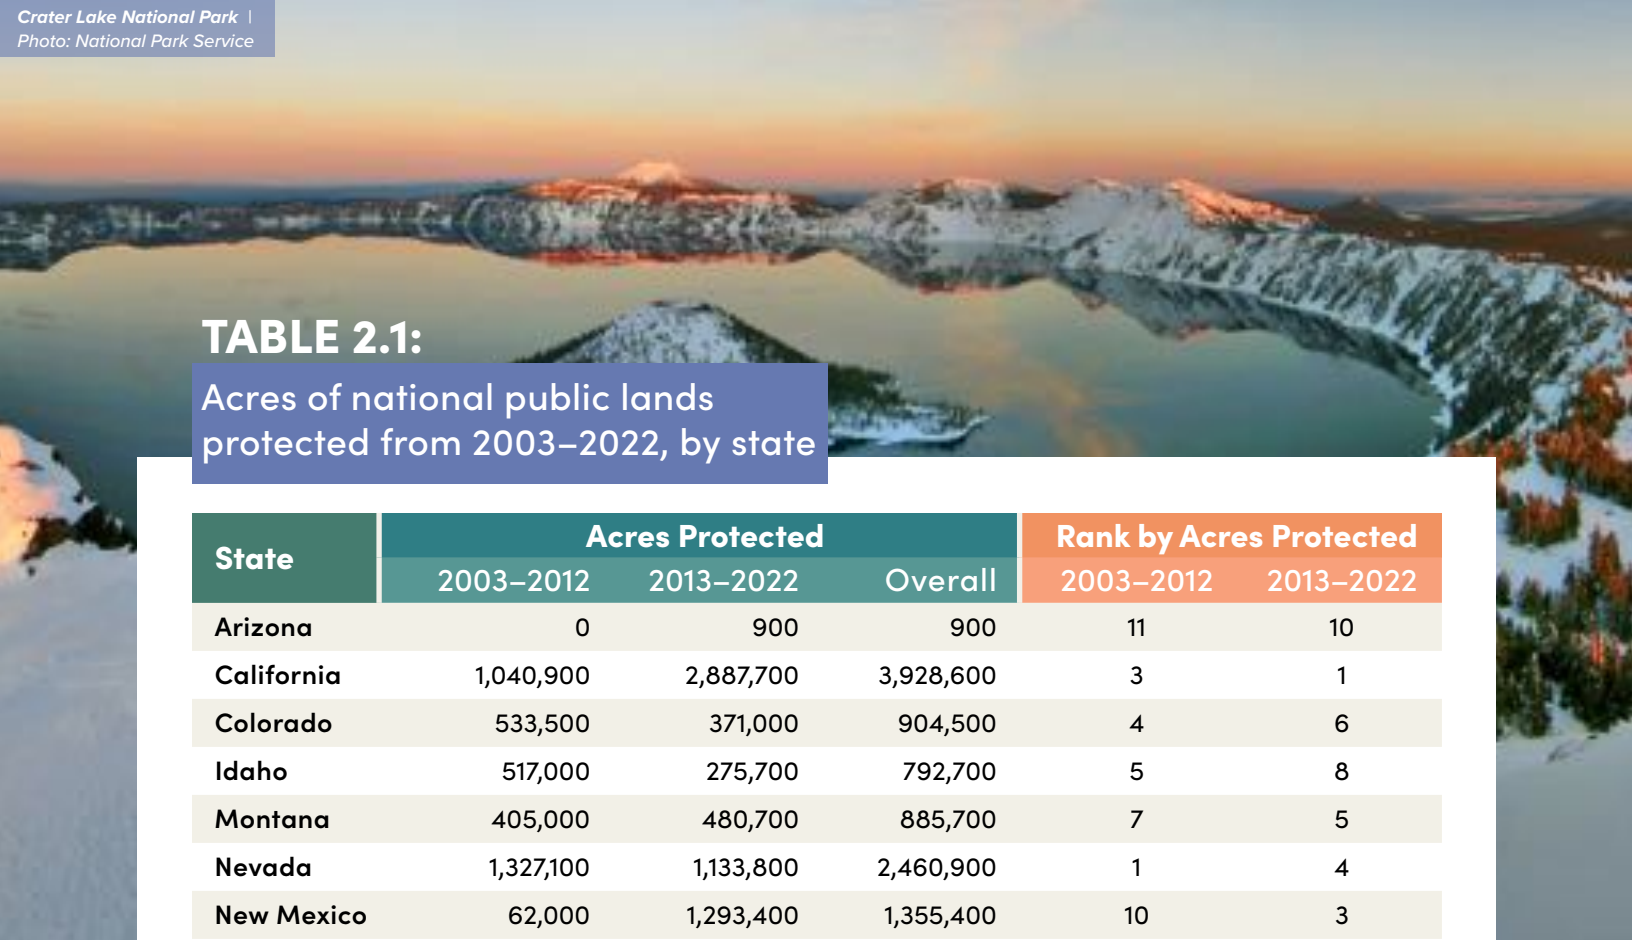 Crater Lake National Park |
Photo: National Park Service
TABLE 2.1:
Acres of national public lands
protected from 2003–2022, by state
State Acres Protected Rank by Acres Protected
2003–2012 2013–2022 Overall 2003–2012 2013–2022
Arizona 0 900 900 11 10
California 1,040,900 2,887,700 3,928,600 3 1
Colorado 533,500 371,000 904,500 4 6
Idaho 517,000 275,700 792,700 5 8
Montana 405,000 480,700 885,700 7 5
Nevada 1,327,100 1,133,800 2,460,900 1 4
New Mexico 62,000 1,293,400 1,355,400 10 3